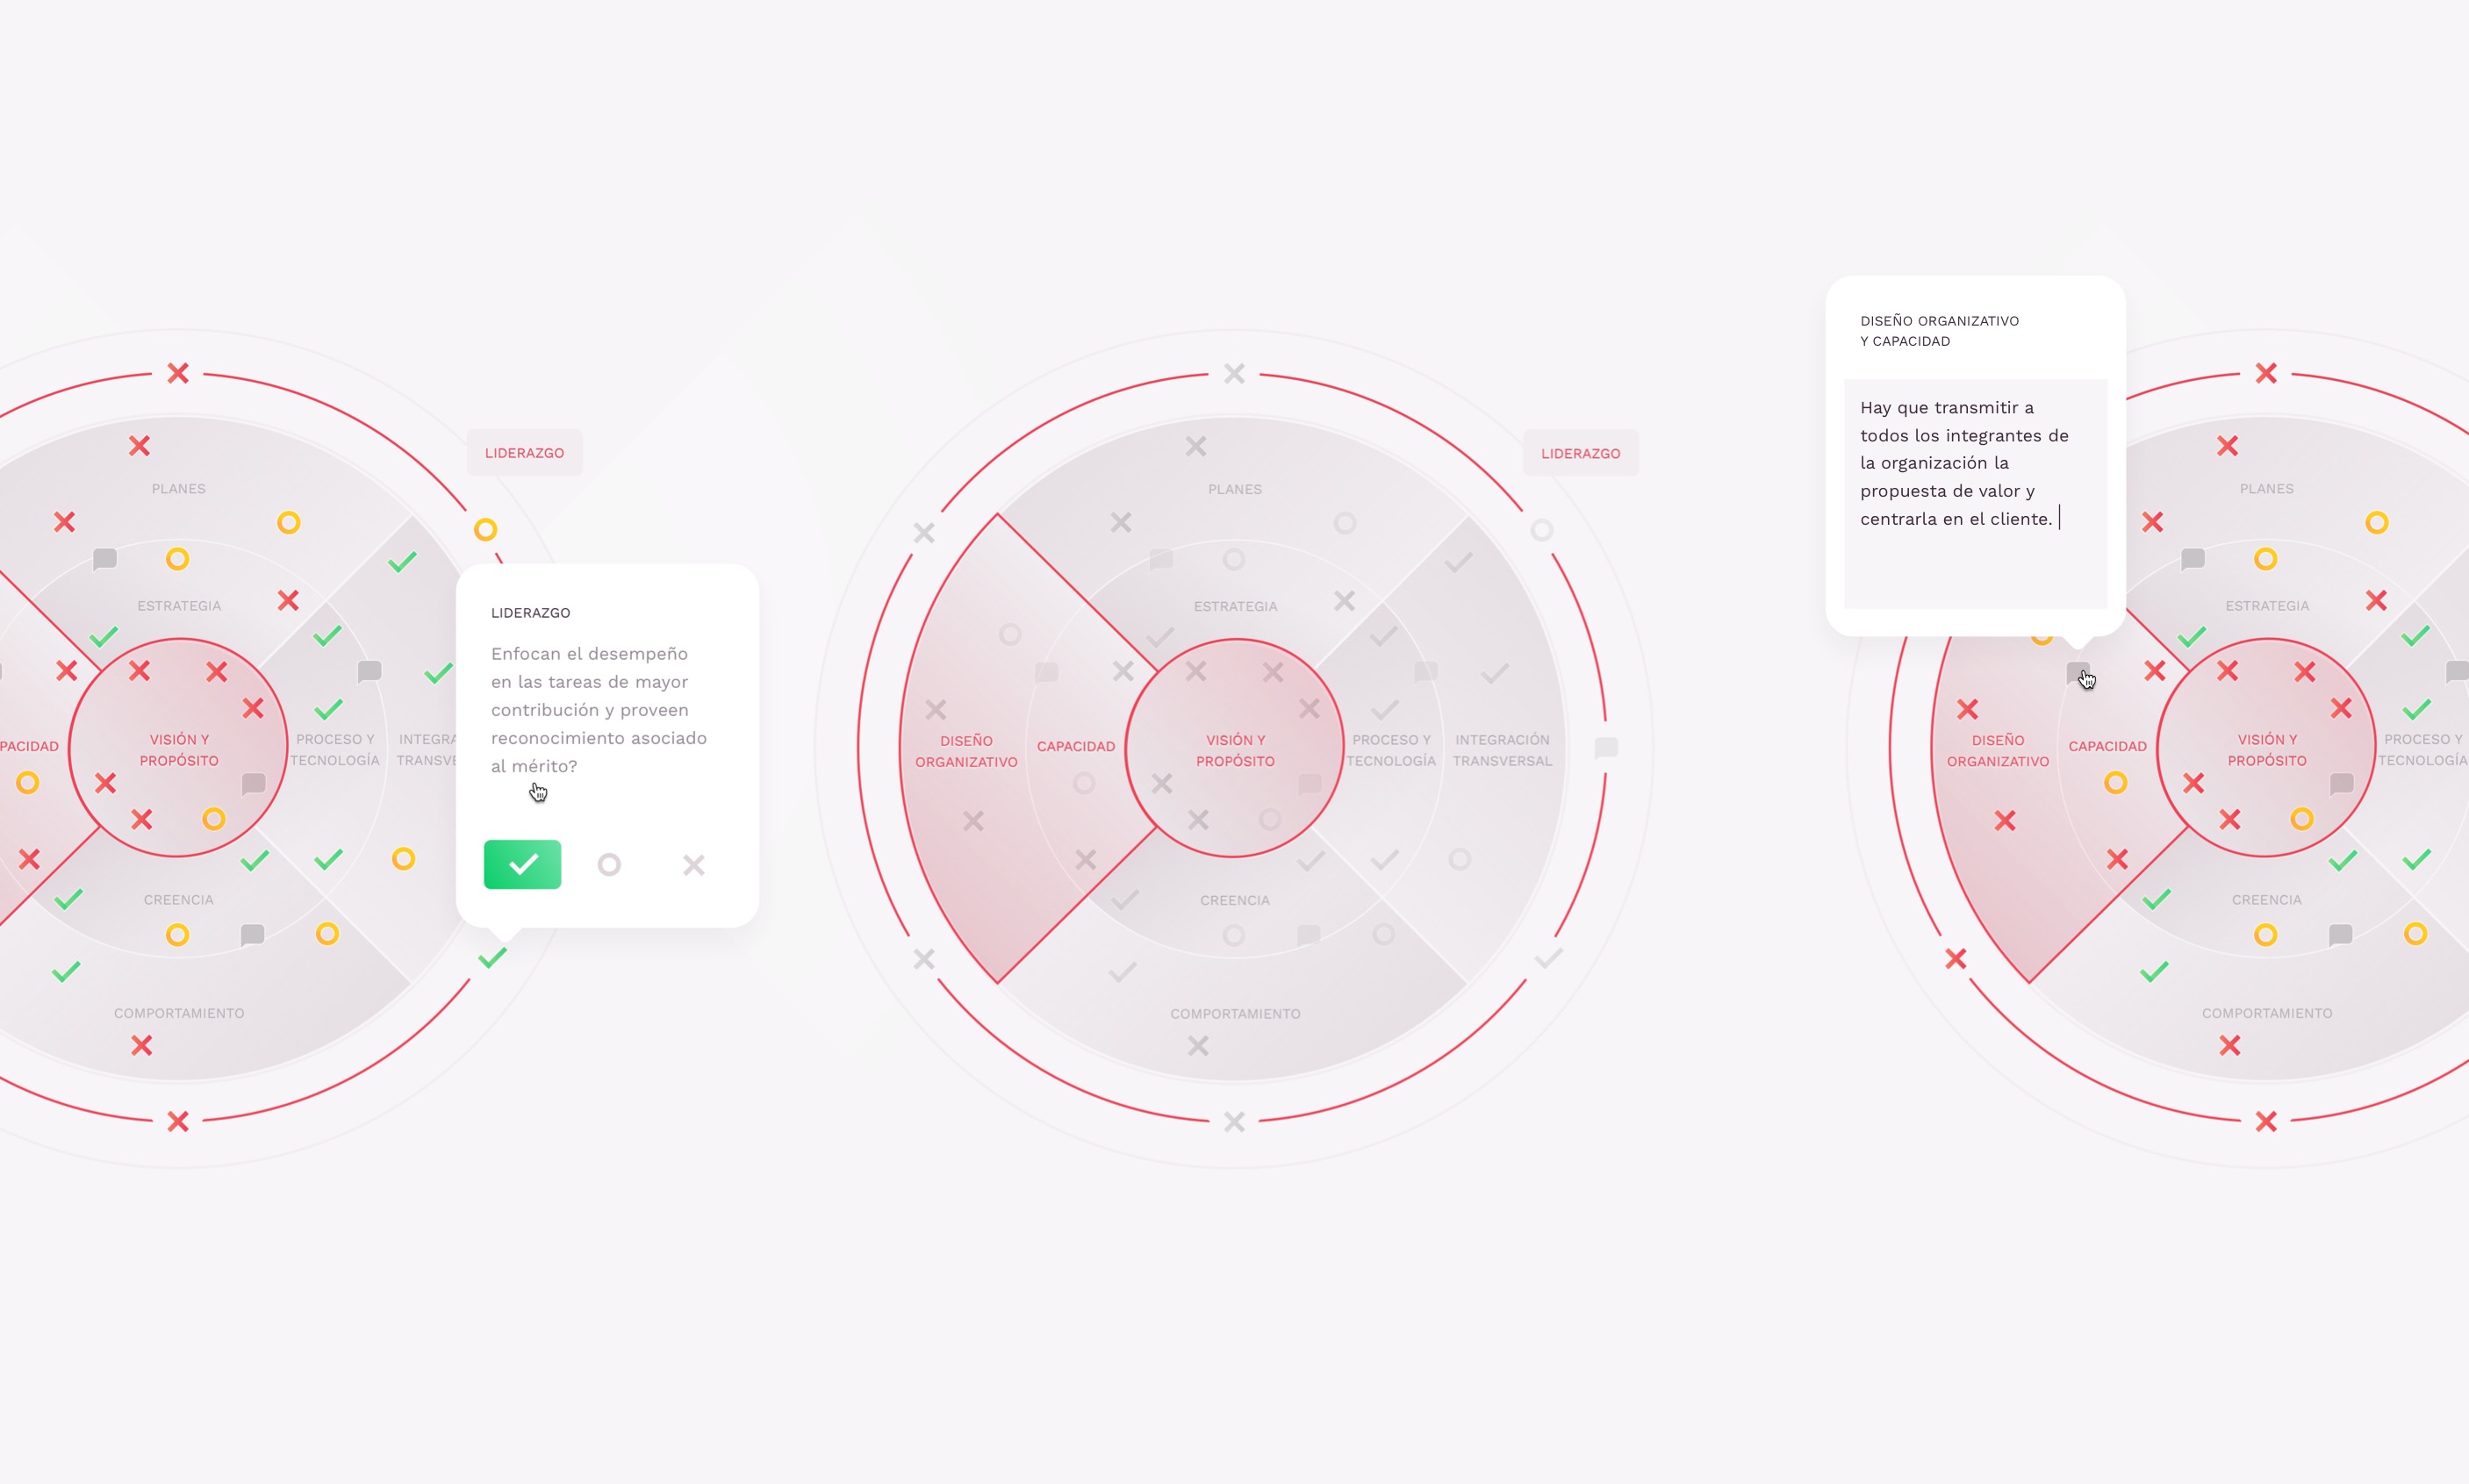 LIDERAZGO
PLANES
ESTRATEGIA
PACIDAD
VISIÓN Y
PROPÓSITO
PROCESO Y
TECNOLOGÍA
INTEGRA
TRANSVE
CREENCIA
COMPORTAMIENTO
LIDERAZGO
Enfocan el desempeño
en las tareas de mayor
contribución y proveen
reconocimiento asociado
al mérito?
LIDERAZGO
PLANES
ESTRATEGIA
DISEÑO
ORGANIZATIVO
CAPACIDAD
VISIÓN Y
PROPÓSITO
PROCESO Y
TECNOLOGÍA
INTEGRACIÓN
TRANSVERSAL
CREENCIA
COMPORTAMIENTO
DISEÑO ORGANIZATIVO
Y CAPACIDAD
Hay que transmitir a
todos los integrantes de
la organización la
propuesta de valor y
centrarla en el cliente.
PLANES
ESTRATEGIA
DISEÑO
ORGANIZATIVO
CAPACIDAD
VISIÓN Y
PROPÓSITO
PROCESO Y
TECNOLOGÍA
CREENCIA
COMPORTAMIENTO